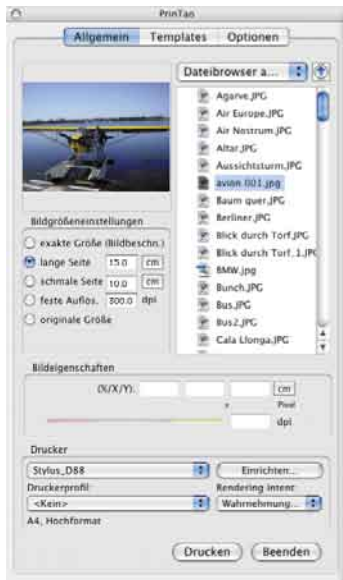 PrinTao
Allgemein Templates Optionen
Dateibrowser a...
Agarve.JPG
Air Europe.JPG
Air Nostrum.JPG
Altar.JPG
Aussichtsturm.JPG
avion 001.jpg
Baum quer.JPG
Berliner.JPG
Blick durch Torf.JPG
Blick durch Torf_1.JPG
BMW.jpg
Bunch.JPG
Bus.JPG
Bus2.JPG
Cala Llonga.JPG
Bildgrößeneinstellungen
exakte Größe (Bildbeschn.)
lange Seite 15.0 cm
schmale Seite 10.0 cm
feste Auflös. 300.0 dpi
originale Größe
Bildeigenschaften
(%/X/Y): cm
x Pixel
dpi
Drucker
Stylus_D88 Einrichten...
Druckerprofil: Rendering Intent:
<Kein> Wahrnehmung...
A4, Hochformat
Drucken Beenden